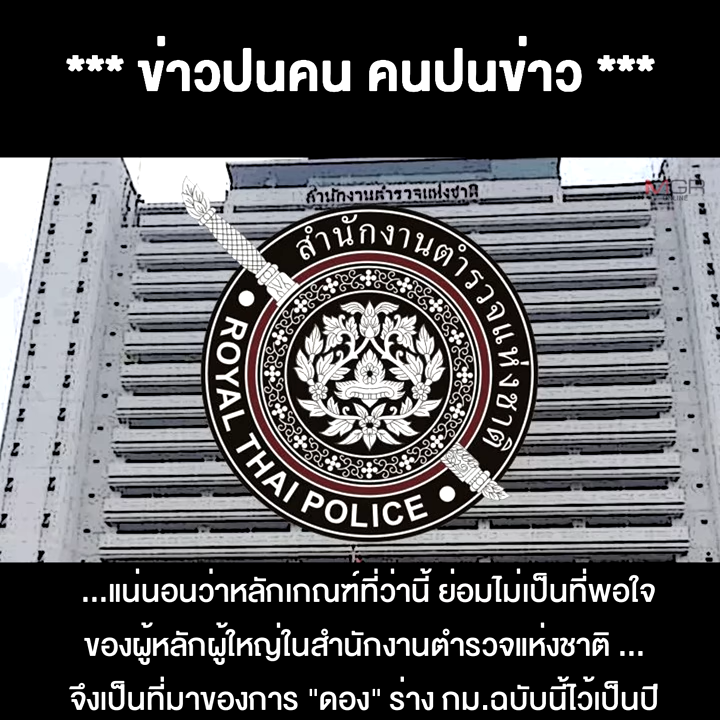 *** ข่าวปนคน คนปนข่าว ***
สำนักงานตำรวจแห่งชาติ
MGR
ONLINE
สำนักงานตำรวจแห่งชาติ
ROYAL THAI POLICE
...แน่นอนว่าหลักเกณฑ์ที่ว่านี้ ย่อมไม่เป็นที่พอใจ
ของผู้หลักผู้ใหญ่ในสำนักงานตำรวจแห่งชาติ ...
จึงเป็นที่มาของการ "ดอง" ร่าง กม.ฉบับนี้ไว้เป็นปี